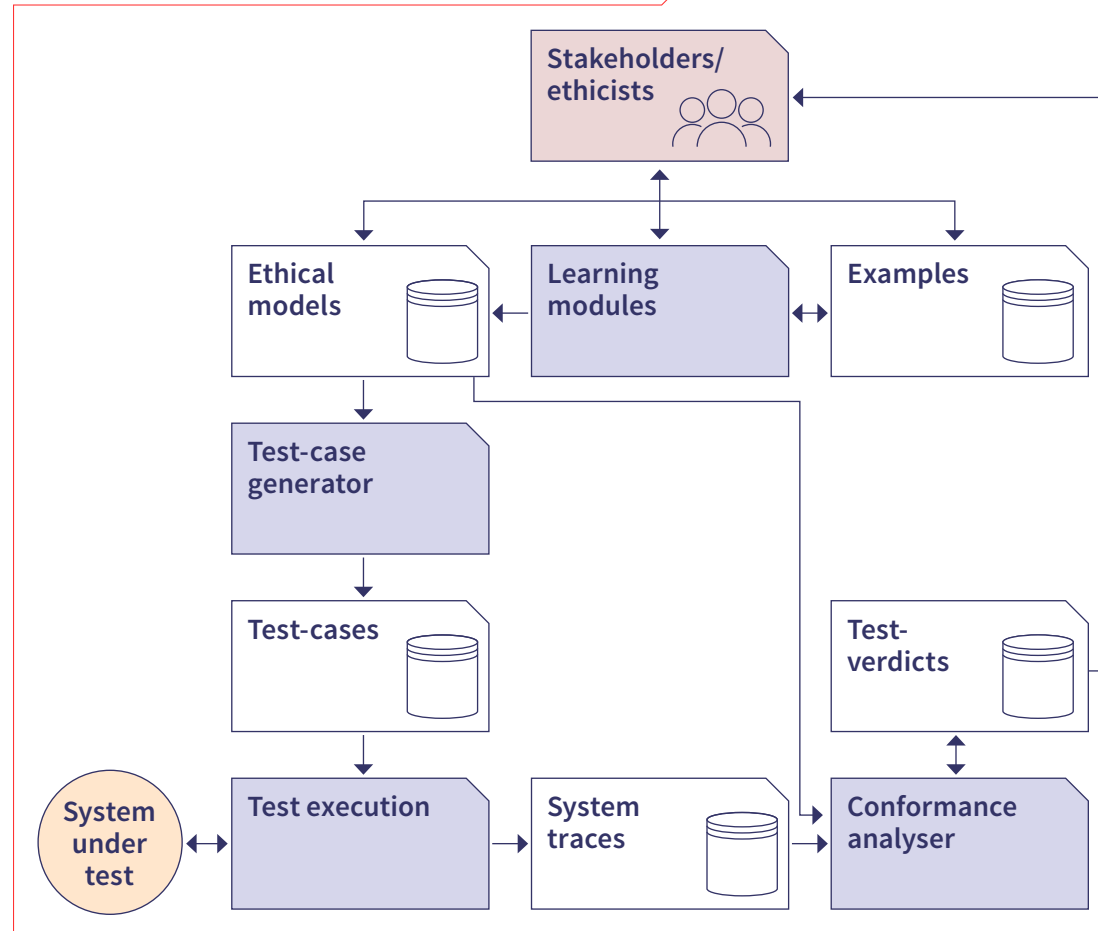 Stakeholders/
ethicists
Ethical
models
Learning
modules
Examples
Test-case
generator
Test-cases
Test-
verdicts
System
under
test
Test execution
System
traces
Conformance
analyser